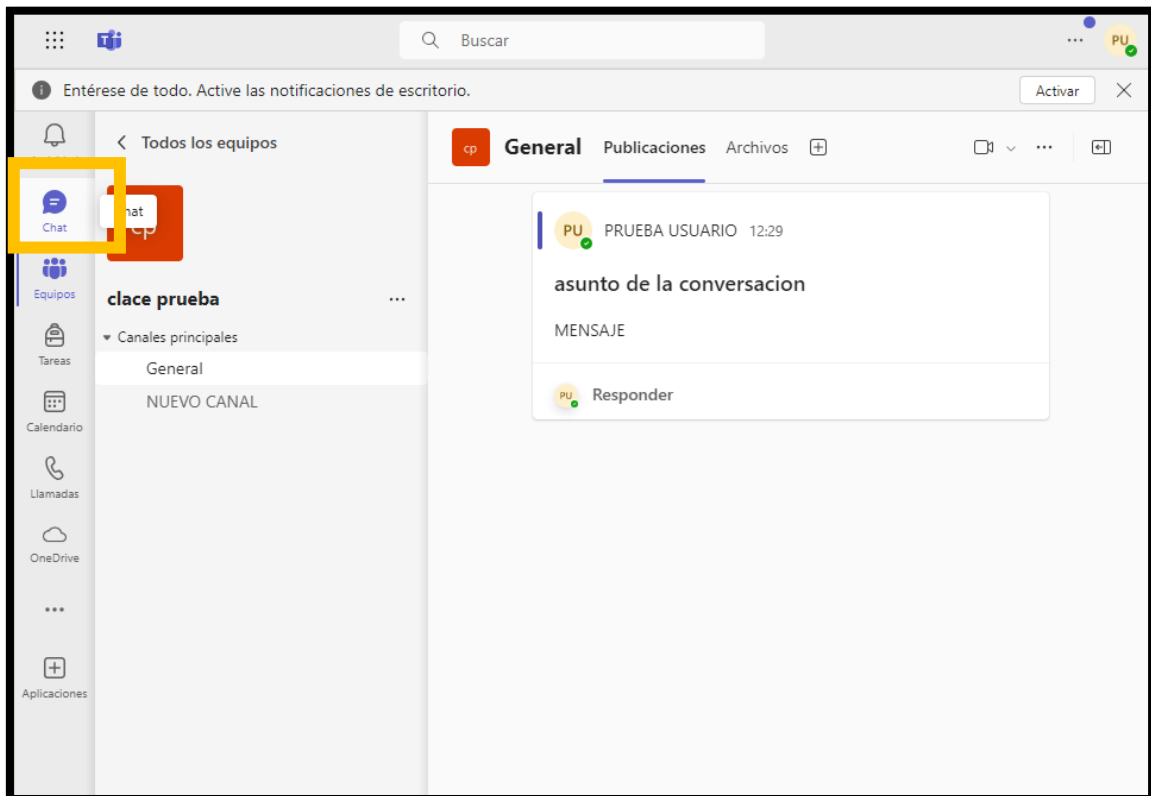 Buscar
PU
Entérese de todo. Active las notificaciones de escritorio.
Activar
Chat
Equipos
Tareas
Calendario
Llamadas
OneDrive
Aplicaciones
Todos los equipos
cp
clace prueba
Canales principales
General
NUEVO CANAL
cp General Publicaciones Archivos
PU PRUEBA USUARIO 12:29
asunto de la conversacion
MENSAJE
PU Responder